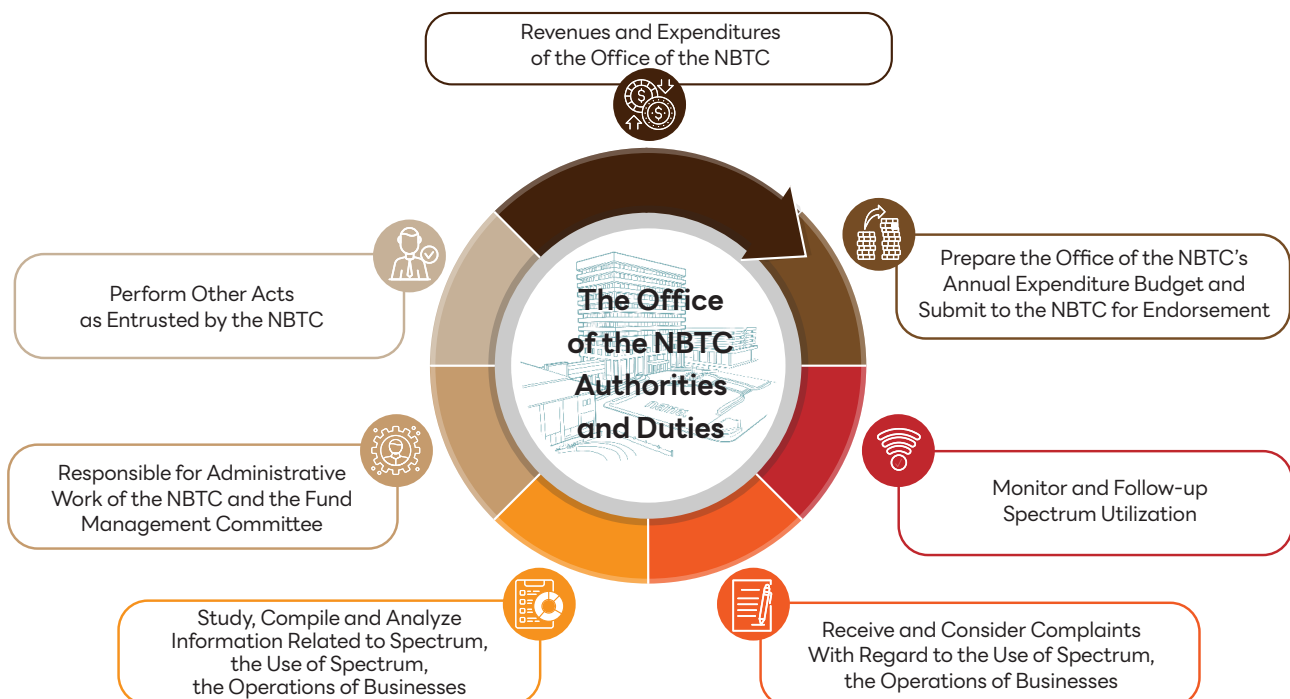 Revenues and Expenditures
of the Office of the NBTC
Prepare the Office of the NBTC's
Annual Expenditure Budget and
Submit to the NBTC for Endorsement
Monitor and Follow-up
Spectrum Utilization
Receive and Consider Complaints
With Regard to the Use of Spectrum,
the Operations of Businesses
Study, Compile and Analyze
Information Related to Spectrum,
the Use of Spectrum,
the Operations of Businesses
Responsible for Administrative
Work of the NBTC and the Fund
Management Committee
Perform Other Acts
as Entrusted by the NBTC
The Office
of the NBTC
Authorities
and Duties